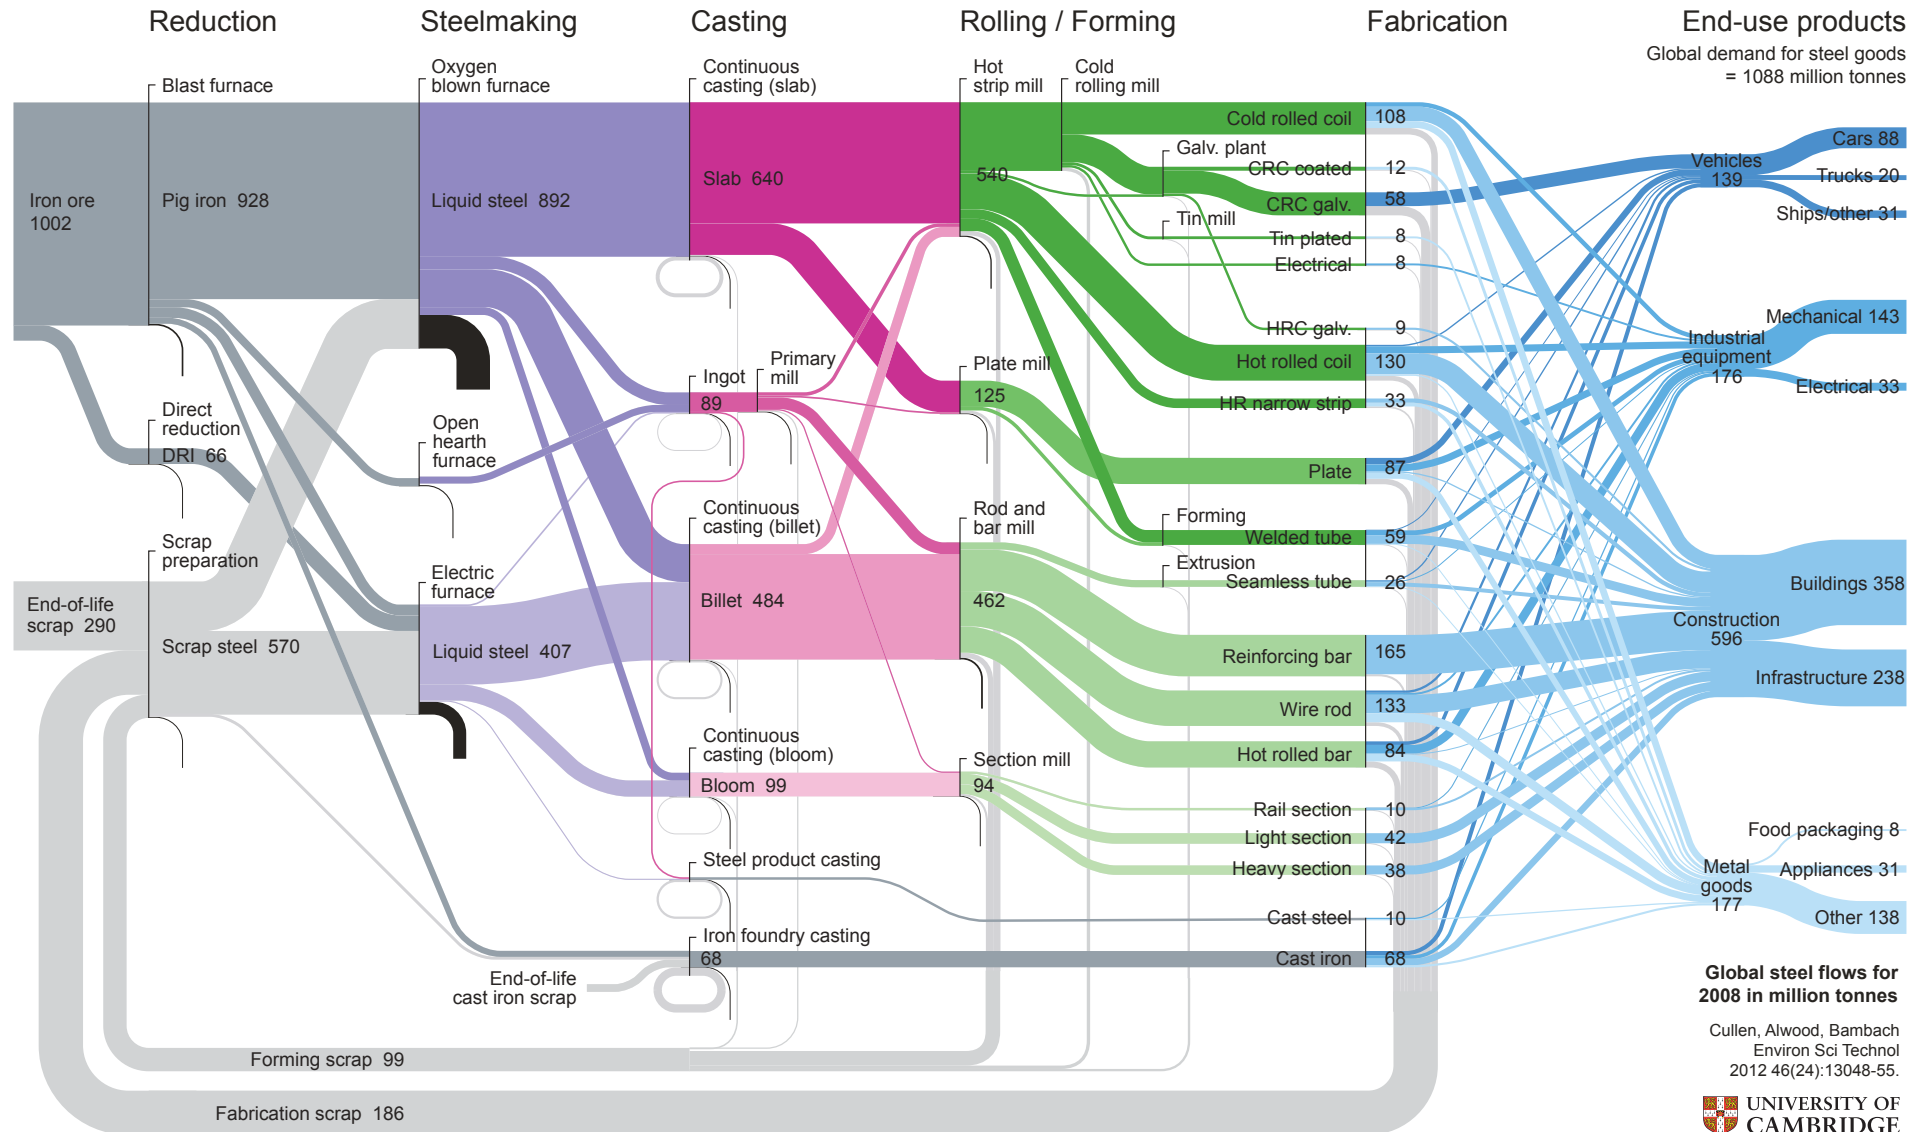 Reduction
Steelmaking
Casting
Rolling / Forming
Fabrication
End-use products
Global demand for steel goods
= 1088 million tonnes
Blast furnace
Oxygen
blown furnace
Continuous
casting (slab)
Hot
strip mill
Cold
rolling mill
Iron ore
1002
Pig iron 928
Liquid steel 892
Slab 640
540
Cold rolled coil
108
Galv. plant
CRC coated
12
CRC galv.
58
Tin mill
Tin plated
8
Electrical
8
HRC galv.
9
Hot rolled coil
130
HR narrow strip
33
Vehicles
139
Cars 88
Trucks 20
Ships/other 31
Industrial
equipment
176
Mechanical 143
Electrical 33
Direct
reduction
DRI 66
Open
hearth
furnace
Ingot
89
Primary
mill
Plate mill
125
Plate
87
Scrap
preparation
End-of-life
scrap 290
Scrap steel 570
Electric
furnace
Liquid steel 407
Continuous
casting (billet)
Billet 484
Rod and
bar mill
462
Forming
Welded tube
59
Extrusion
Seamless tube
26
Reinforcing bar
165
Wire rod
133
Hot rolled bar
84
Construction
596
Buildings 358
Infrastructure 238
Continuous
casting (bloom)
Bloom 99
Section mill
94
Rail section
10
Light section
42
Heavy section
38
Steel product casting
Cast steel
10
Iron foundry casting
68
Cast iron
68
End-of-life
cast iron scrap
Metal
goods
177
Food packaging 8
Appliances 31
Other 138
Forming scrap 99
Fabrication scrap 186
Global steel flows for
2008 in million tonnes
Cullen, Alwood, Bambach
Environ Sci Technol
2012 46(24):13048-55.
UNIVERSITY OF
CAMBRIDGE